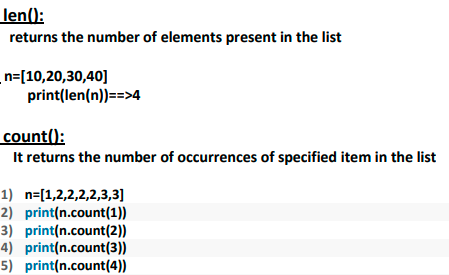 len():
returns the number of elements present in the list
n=[10,20,30,40]
print(len(n))==>4
count():
It returns the number of occurrences of specified item in the list
1) n=[1,2,2,2,2,3,3]
2) print(n.count(1))
3) print(n.count(2))
4) print(n.count(3))
5) print(n.count(4))